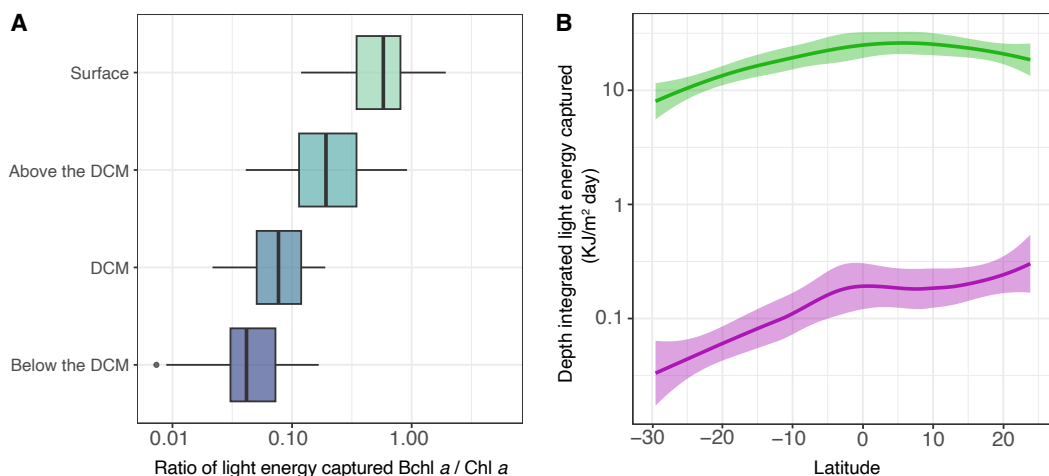 A
Surface
Above the DCM
DCM
Below the DCM
0.01 0.10 1.00
Ratio of light energy captured Bchl a / Chl a
B
Depth integrated light energy captured
(KJ/m² day)
10
1
0.1
−30 −20 −10 0 10 20
Latitude